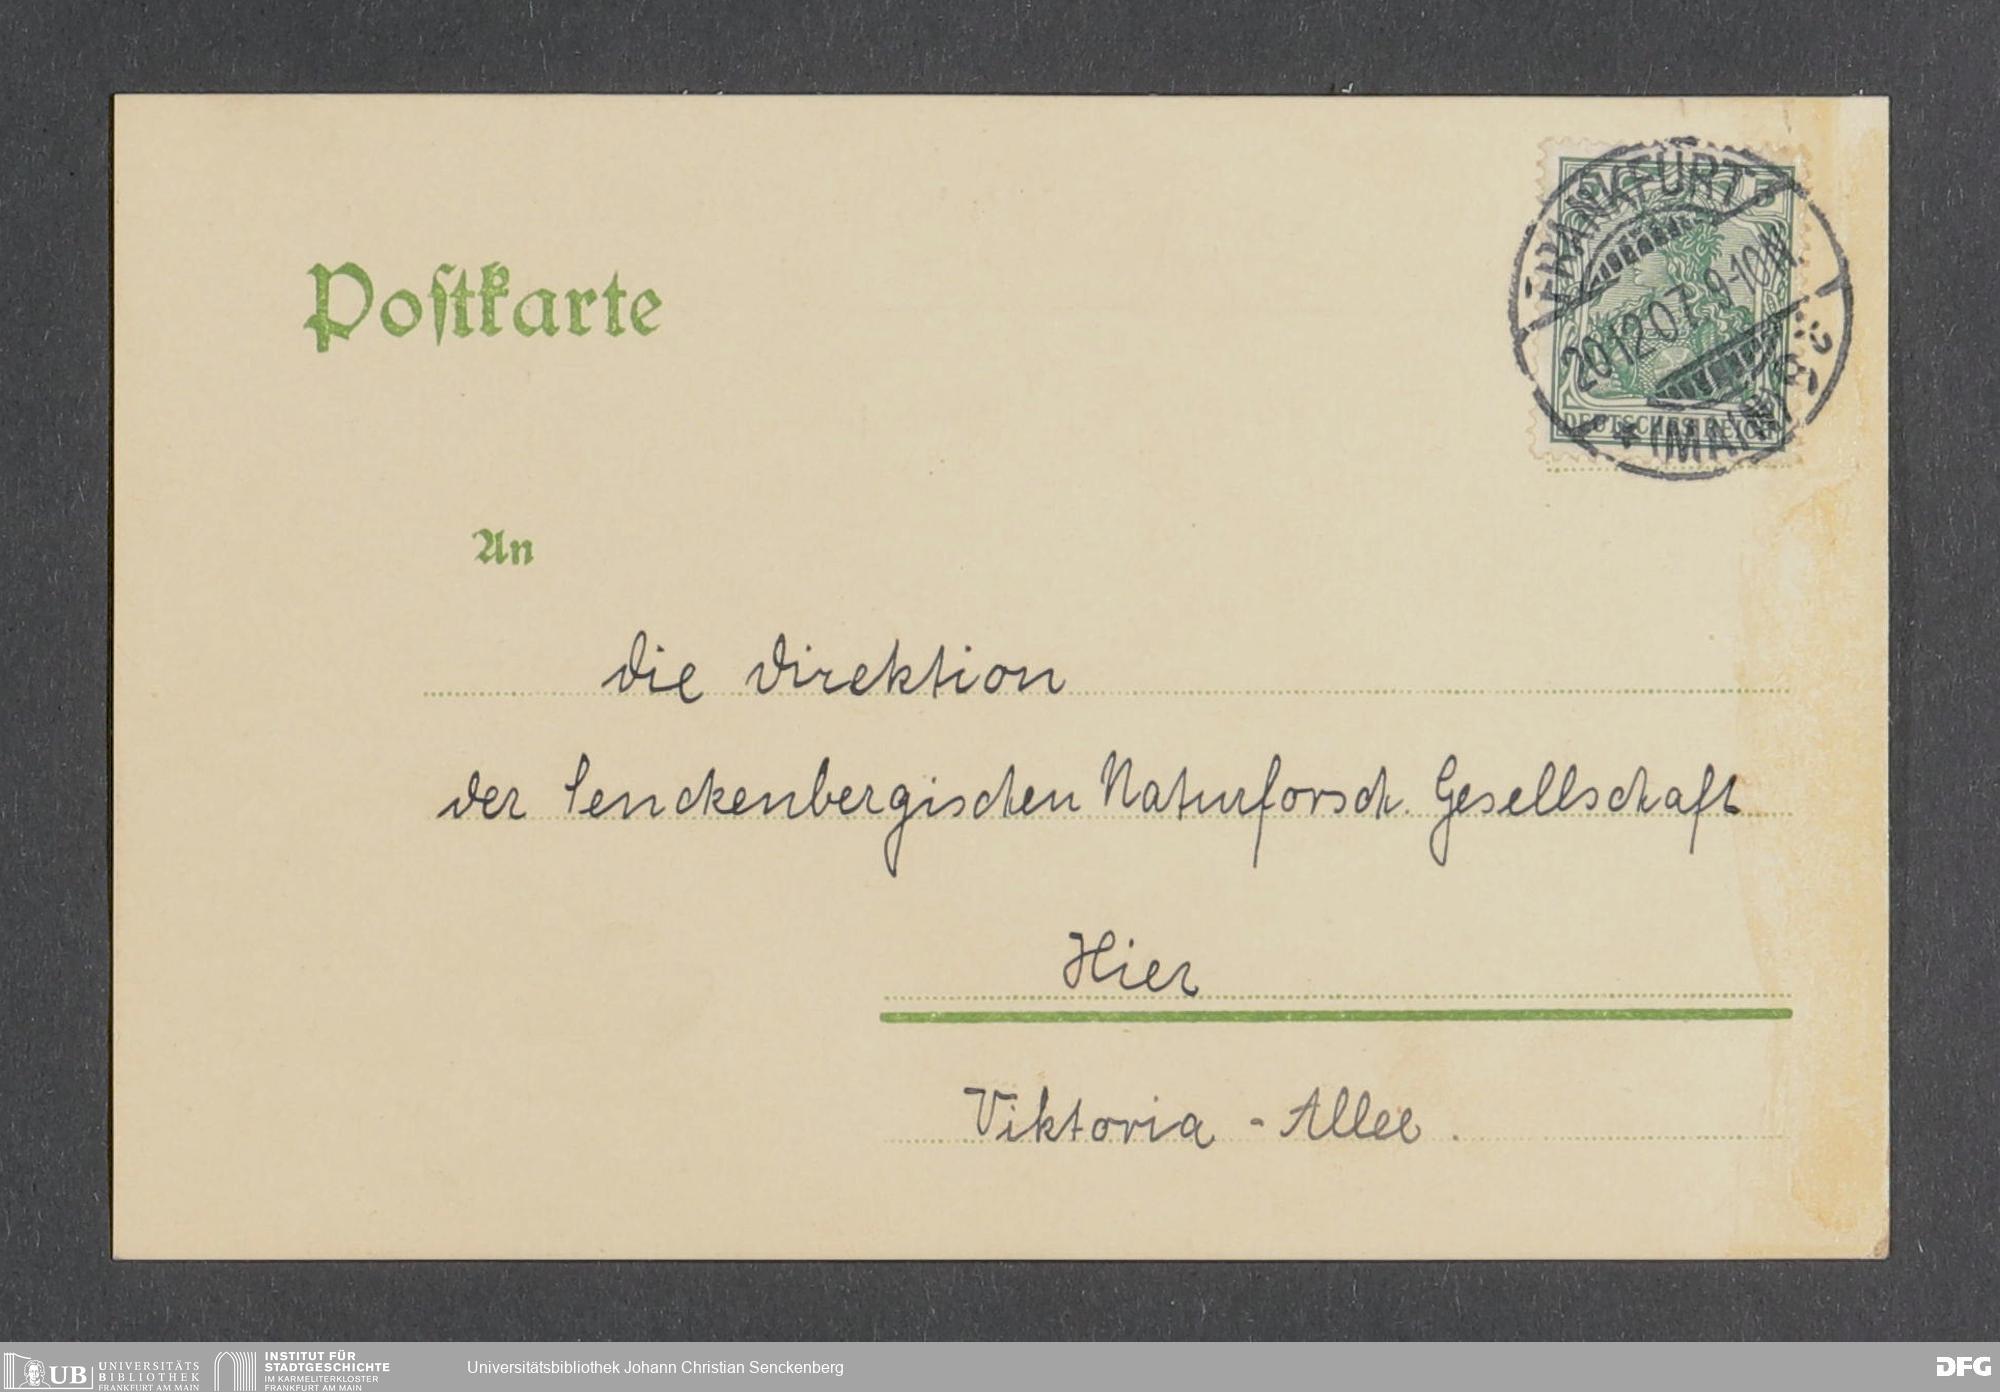 Postkarte
FRANKFURT
20.12.07. 9-10 N.
* (MAIN)
DEUTSCHES REICH
An
die Direktion
der Senckenbergischen Naturforsch. Gesellschaft
Hier
Viktoria - Allee.
UB UNIVERSITÄTS
BIBLIOTHEK
FRANKFURT AM MAIN
INSTITUT FÜR
STADTGESCHICHTE
IM KARMELITERKLOSTER
FRANKFURT AM MAIN
Universitätsbibliothek Johann Christian Senckenberg
DFG